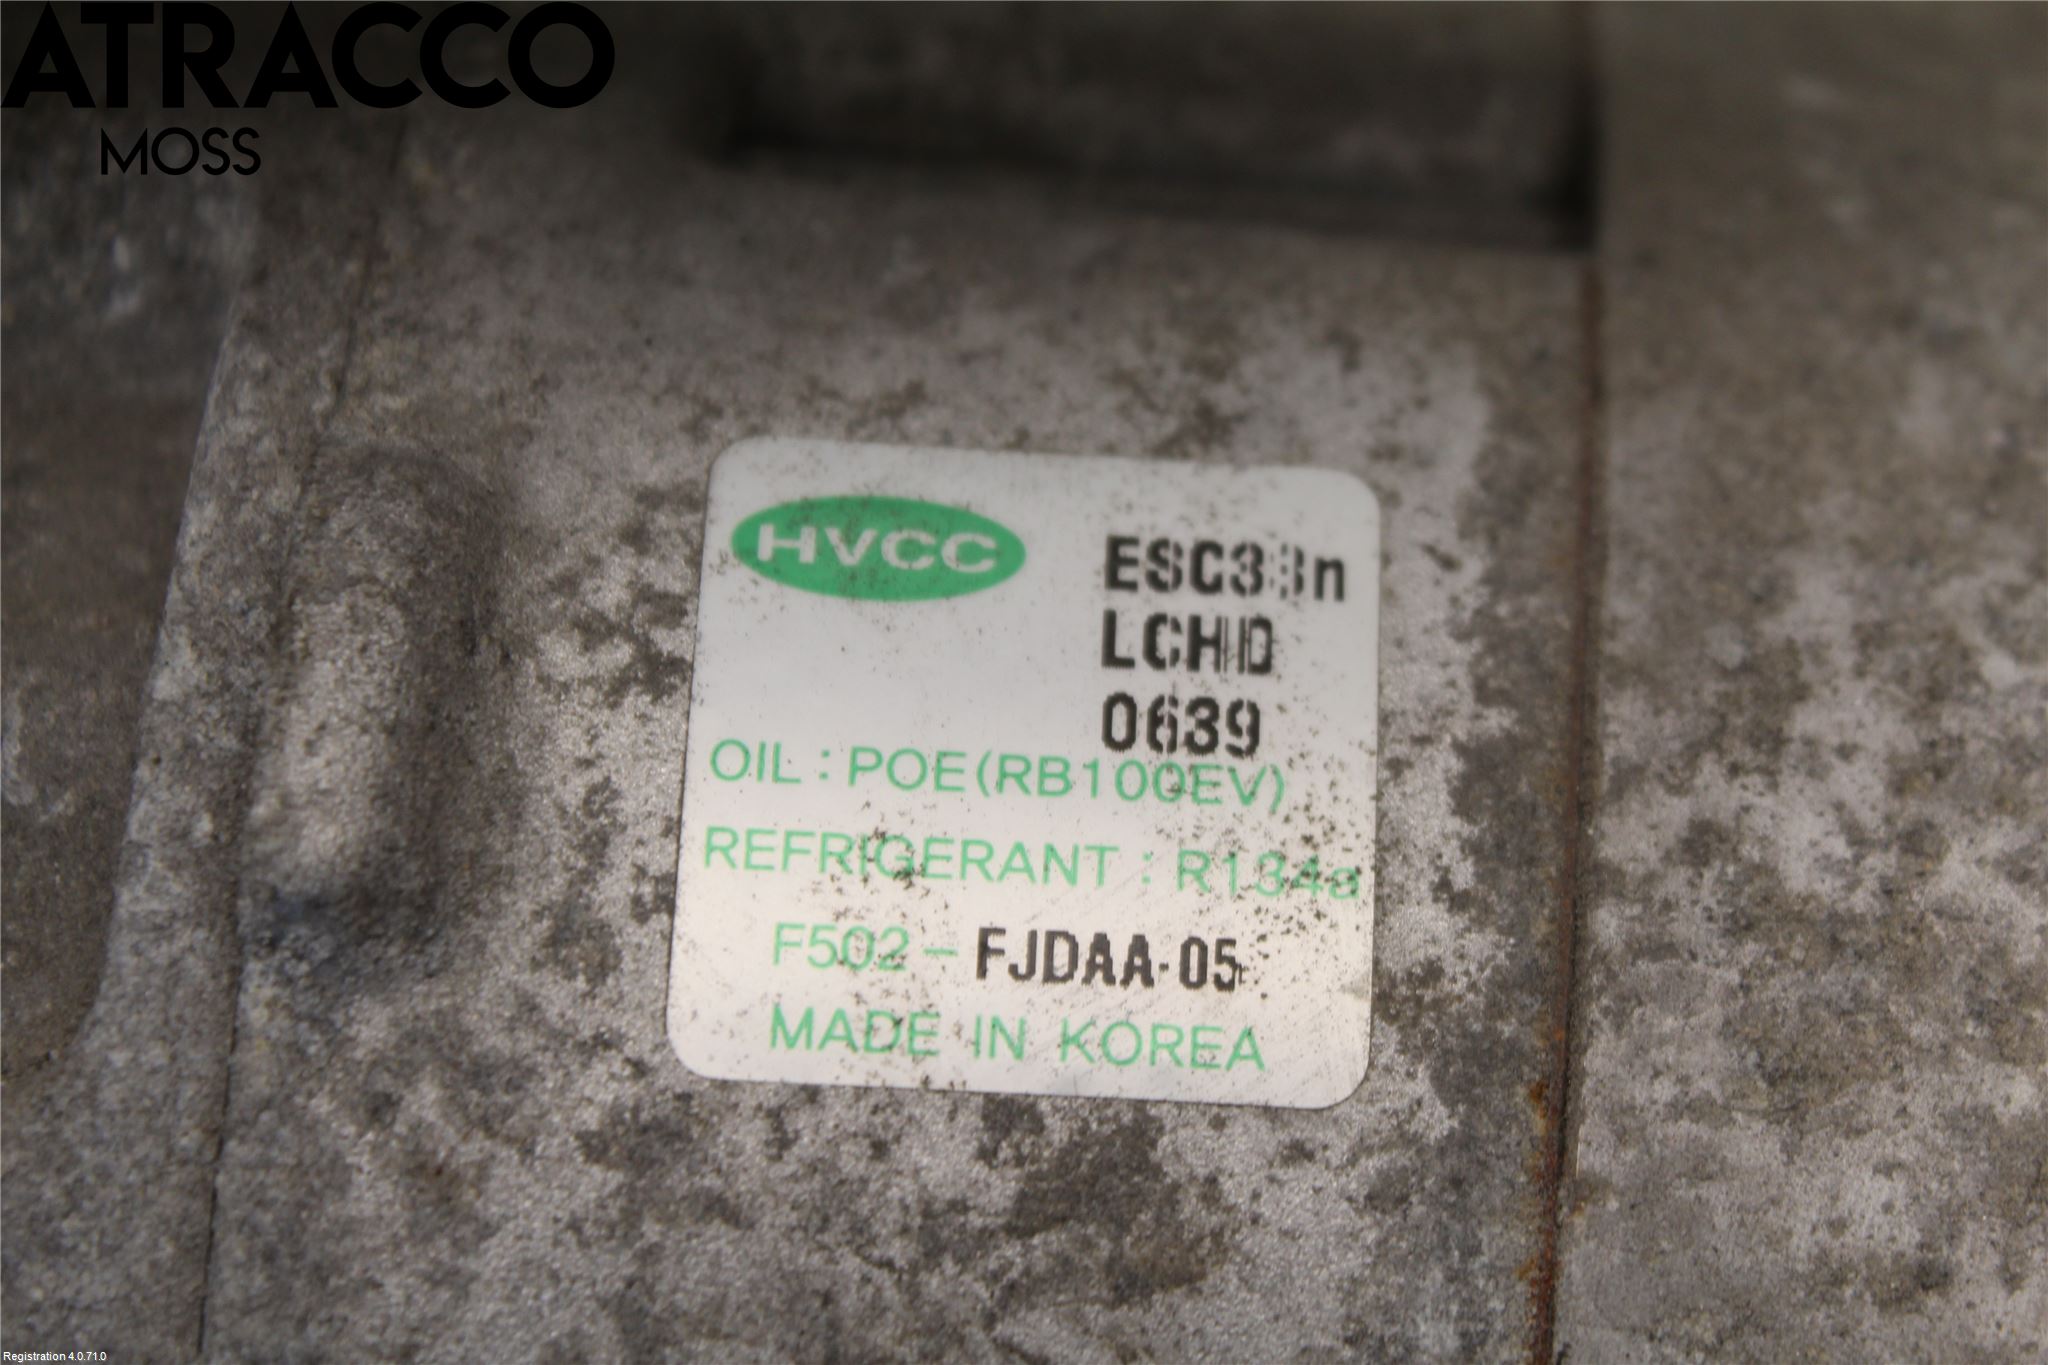 ATRACCO
MOSS
HVCC
ESC33n
LCHD
0639
OIL : POE(RB100EV)
REFRIGERANT : R134a
F502 - FJDAA-05
MADE IN KOREA
Registration 4.0.71.0